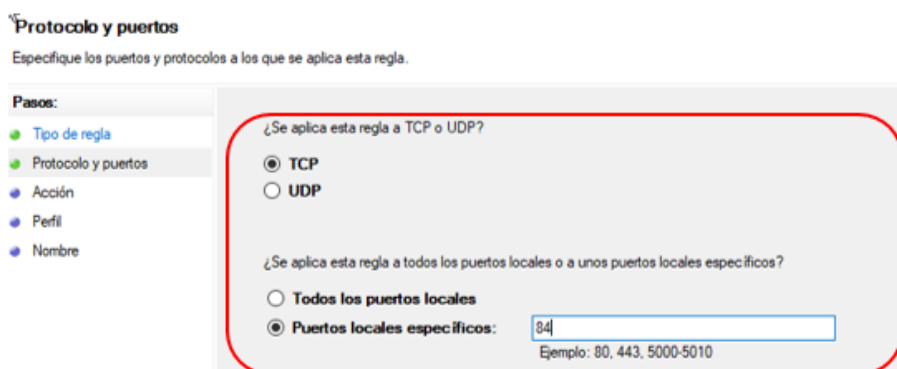 Protocolo y puertos
Especifique los puertos y protocolos a los que se aplica esta regla.
Pasos:
Tipo de regla
Protocolo y puertos
Acción
Perfil
Nombre
¿Se aplica esta regla a TCP o UDP?
TCP
UDP
¿Se aplica esta regla a todos los puertos locales o a unos puertos locales específicos?
Todos los puertos locales
Puertos locales específicos: 84
Ejemplo: 80, 443, 5000-5010